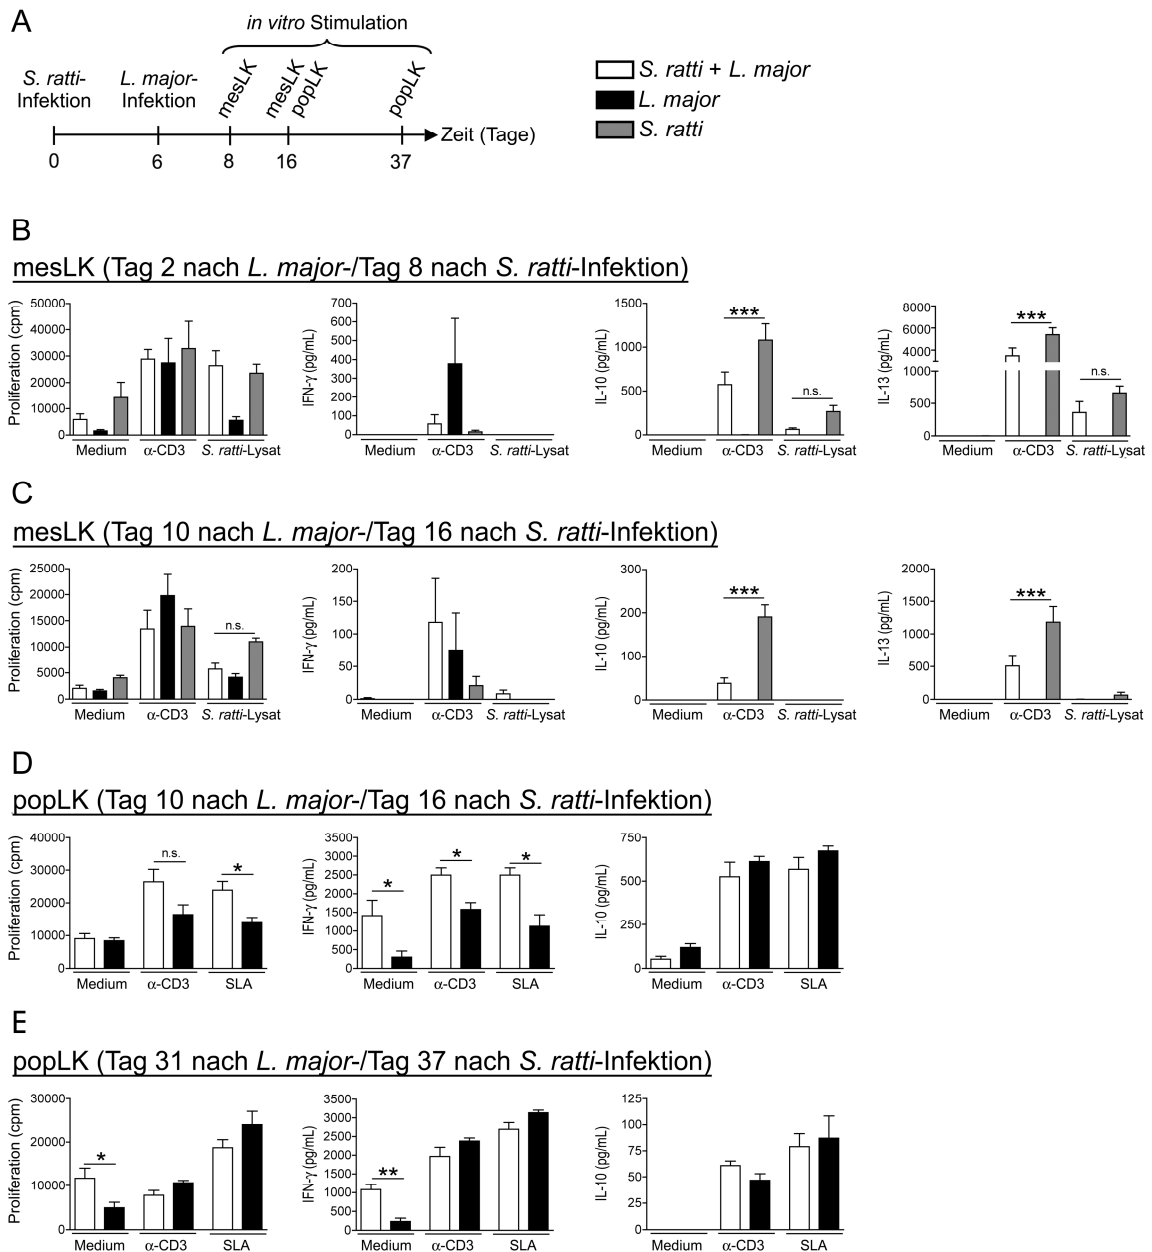 A
in vitro Stimulation
S. ratti-
Infektion
L. major-
Infektion
mesLK
mesLK
popLK
popLK
Zeit (Tage)
0 6 8 16 37
S. ratti + L. major
L. major
S. ratti
B
mesLK (Tag 2 nach L. major-/Tag 8 nach S. ratti-Infektion)
Proliferation (cpm)
50000
40000
30000
20000
10000
0
Medium α-CD3 S. ratti-Lysat
IFN-γ (pg/mL)
700
600
500
400
300
200
100
0
Medium α-CD3 S. ratti-Lysat
IL-10 (pg/mL)
1500
1000
500
0
***
n.s.
Medium α-CD3 S. ratti-Lysat
IL-13 (pg/mL)
8000
6000
4000
1000
500
0
***
n.s.
Medium α-CD3 S. ratti-Lysat
C
mesLK (Tag 10 nach L. major-/Tag 16 nach S. ratti-Infektion)
Proliferation (cpm)
25000
20000
15000
10000
5000
0
n.s.
Medium α-CD3 S. ratti-Lysat
IFN-γ (pg/mL)
200
150
100
50
0
Medium α-CD3 S. ratti-Lysat
IL-10 (pg/mL)
300
200
100
0
***
Medium α-CD3 S. ratti-Lysat
IL-13 (pg/mL)
2000
1500
1000
500
0
***
Medium α-CD3 S. ratti-Lysat
D
popLK (Tag 10 nach L. major-/Tag 16 nach S. ratti-Infektion)
Proliferation (cpm)
40000
30000
20000
10000
0
n.s.
*
Medium α-CD3 SLA
IFN-γ (pg/mL)
3500
3000
2500
2000
1500
1000
500
0
*
*
*
Medium α-CD3 SLA
IL-10 (pg/mL)
750
500
250
0
Medium α-CD3 SLA
E
popLK (Tag 31 nach L. major-/Tag 37 nach S. ratti-Infektion)
Proliferation (cpm)
30000
20000
10000
0
*
Medium α-CD3 SLA
IFN-γ (pg/mL)
3500
3000
2500
2000
1500
1000
500
0
**
Medium α-CD3 SLA
IL-10 (pg/mL)
125
100
75
50
25
0
Medium α-CD3 SLA